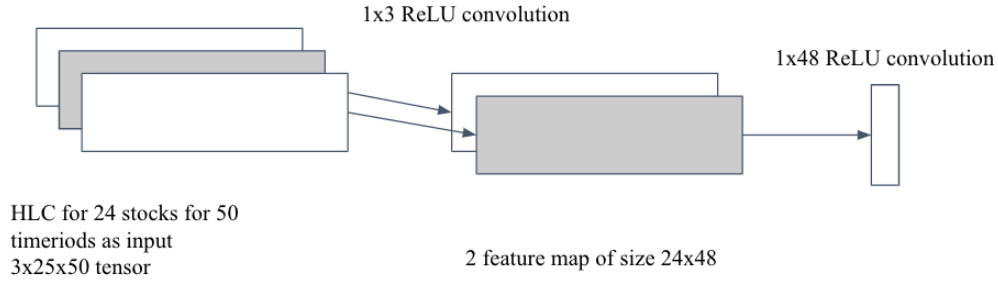 1x3 ReLU convolution
1x48 ReLU convolution
HLC for 24 stocks for 50
timeriods as input
3x25x50 tensor
2 feature map of size 24x48